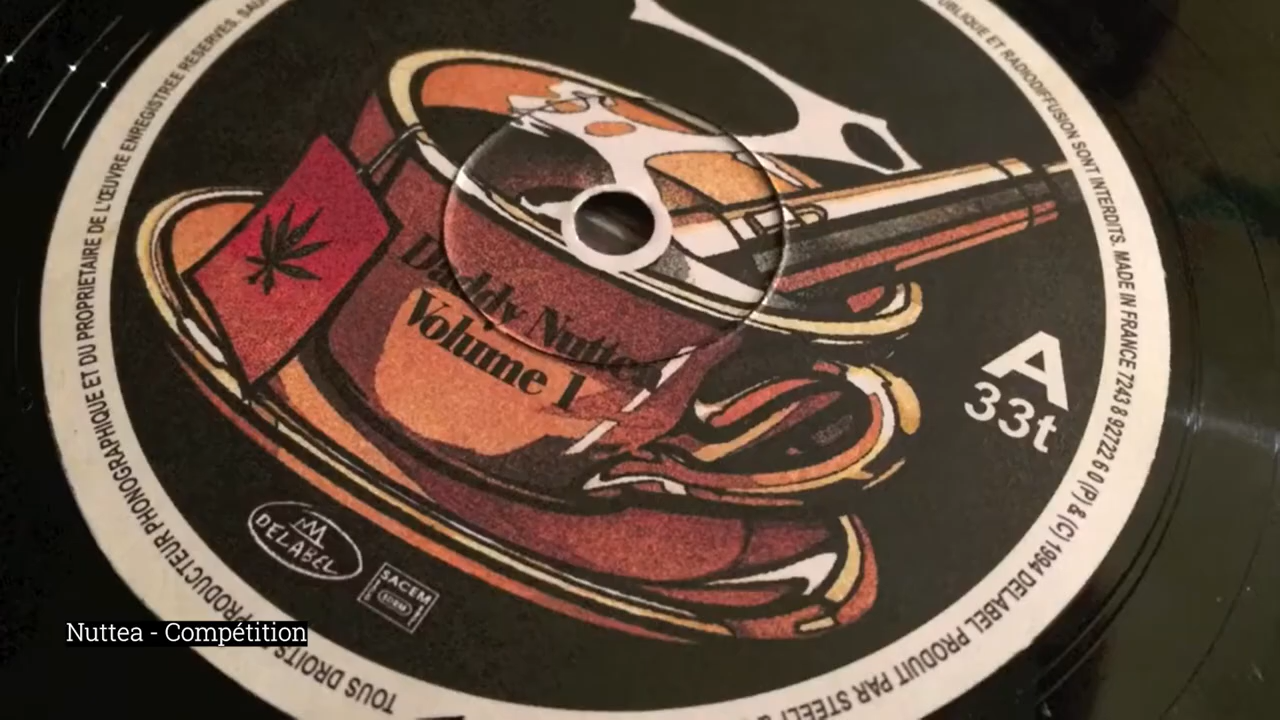 TOUS DROITS
PRODUCTEUR PHONOGRAPHIQUE ET DU PROPRIETAIRE DE L'ŒUVRE ENREGISTREE RESERVES. SAUF
PUBLIQUE ET RADIODIFFUSION SONT INTERDITS. MADE IN FRANCE 7243 8 92722 6 0 (P) & (C) 1994 DELABEL PRODUIT PAR STEELY &
Daddy Nuttea
Volume 1
A
33t
DELABEL
SACEM
SDRM
Nuttea - Compétition